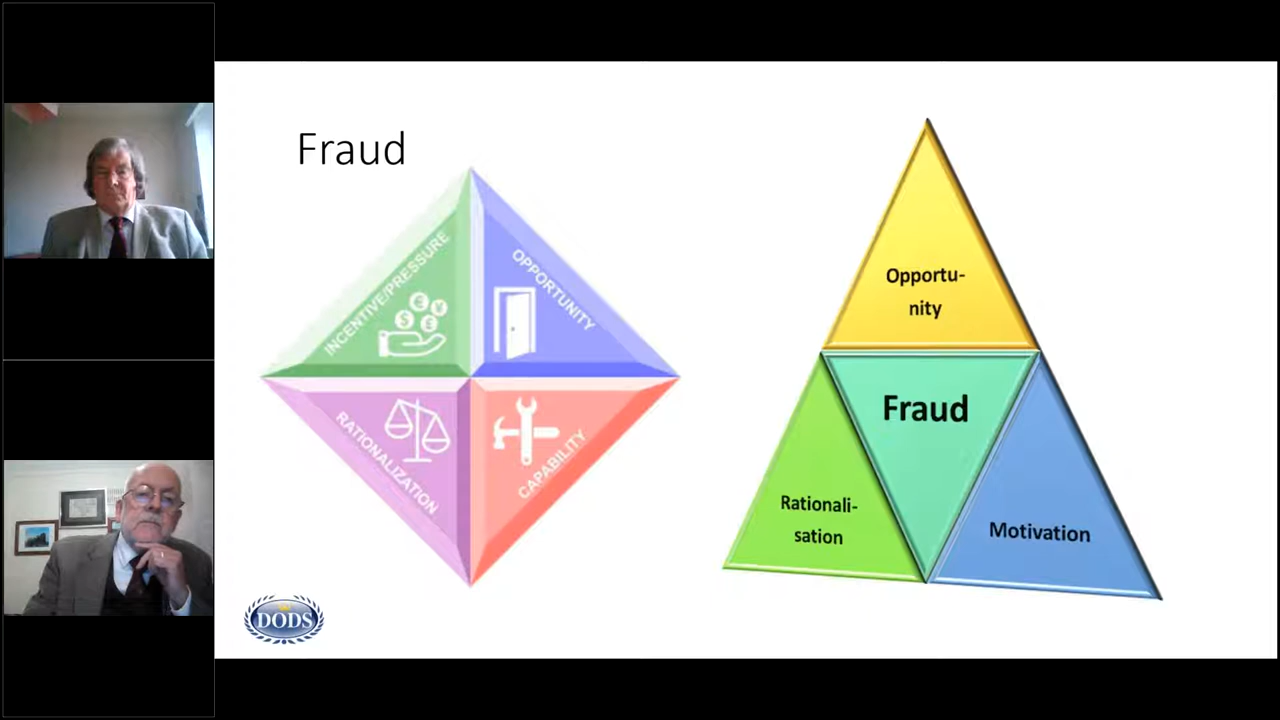 Fraud
INCENTIVE/PRESSURE
OPPORTUNITY
RATIONALIZATION
CAPABILITY
Opportu-
nity
Fraud
Rationali-
sation
Motivation
DODS